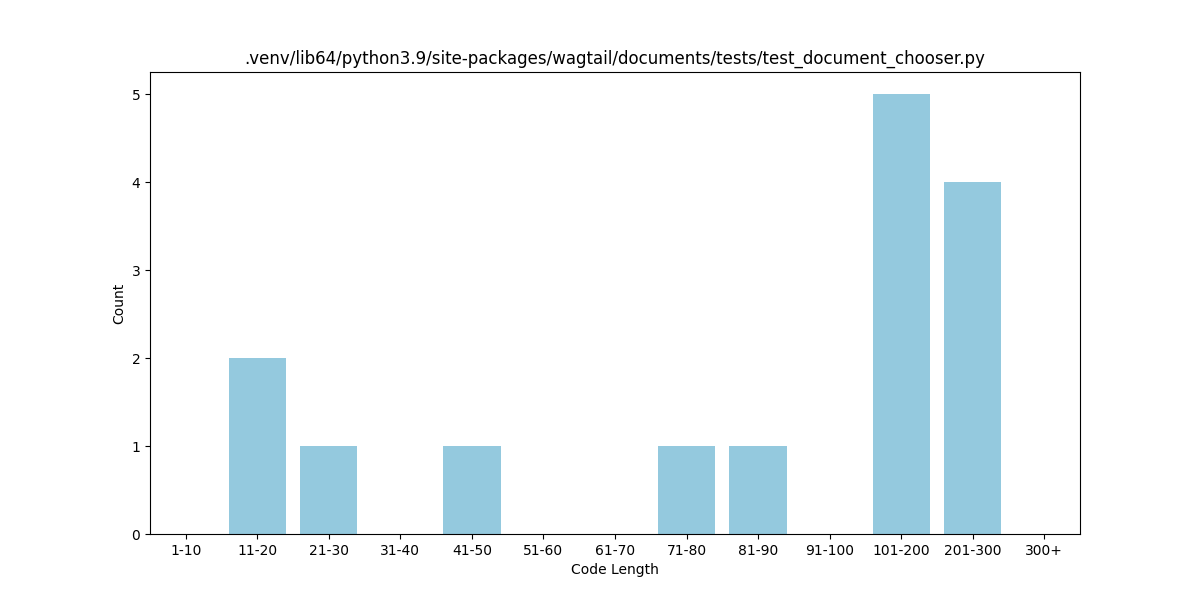 .venv/lib64/python3.9/site-packages/wagtail/documents/tests/test_document_chooser.py
5
4
3
2
1
0
Count
1-10 11-20 21-30 31-40 41-50 51-60 61-70 71-80 81-90 91-100 101-200 201-300 300+
Code Length